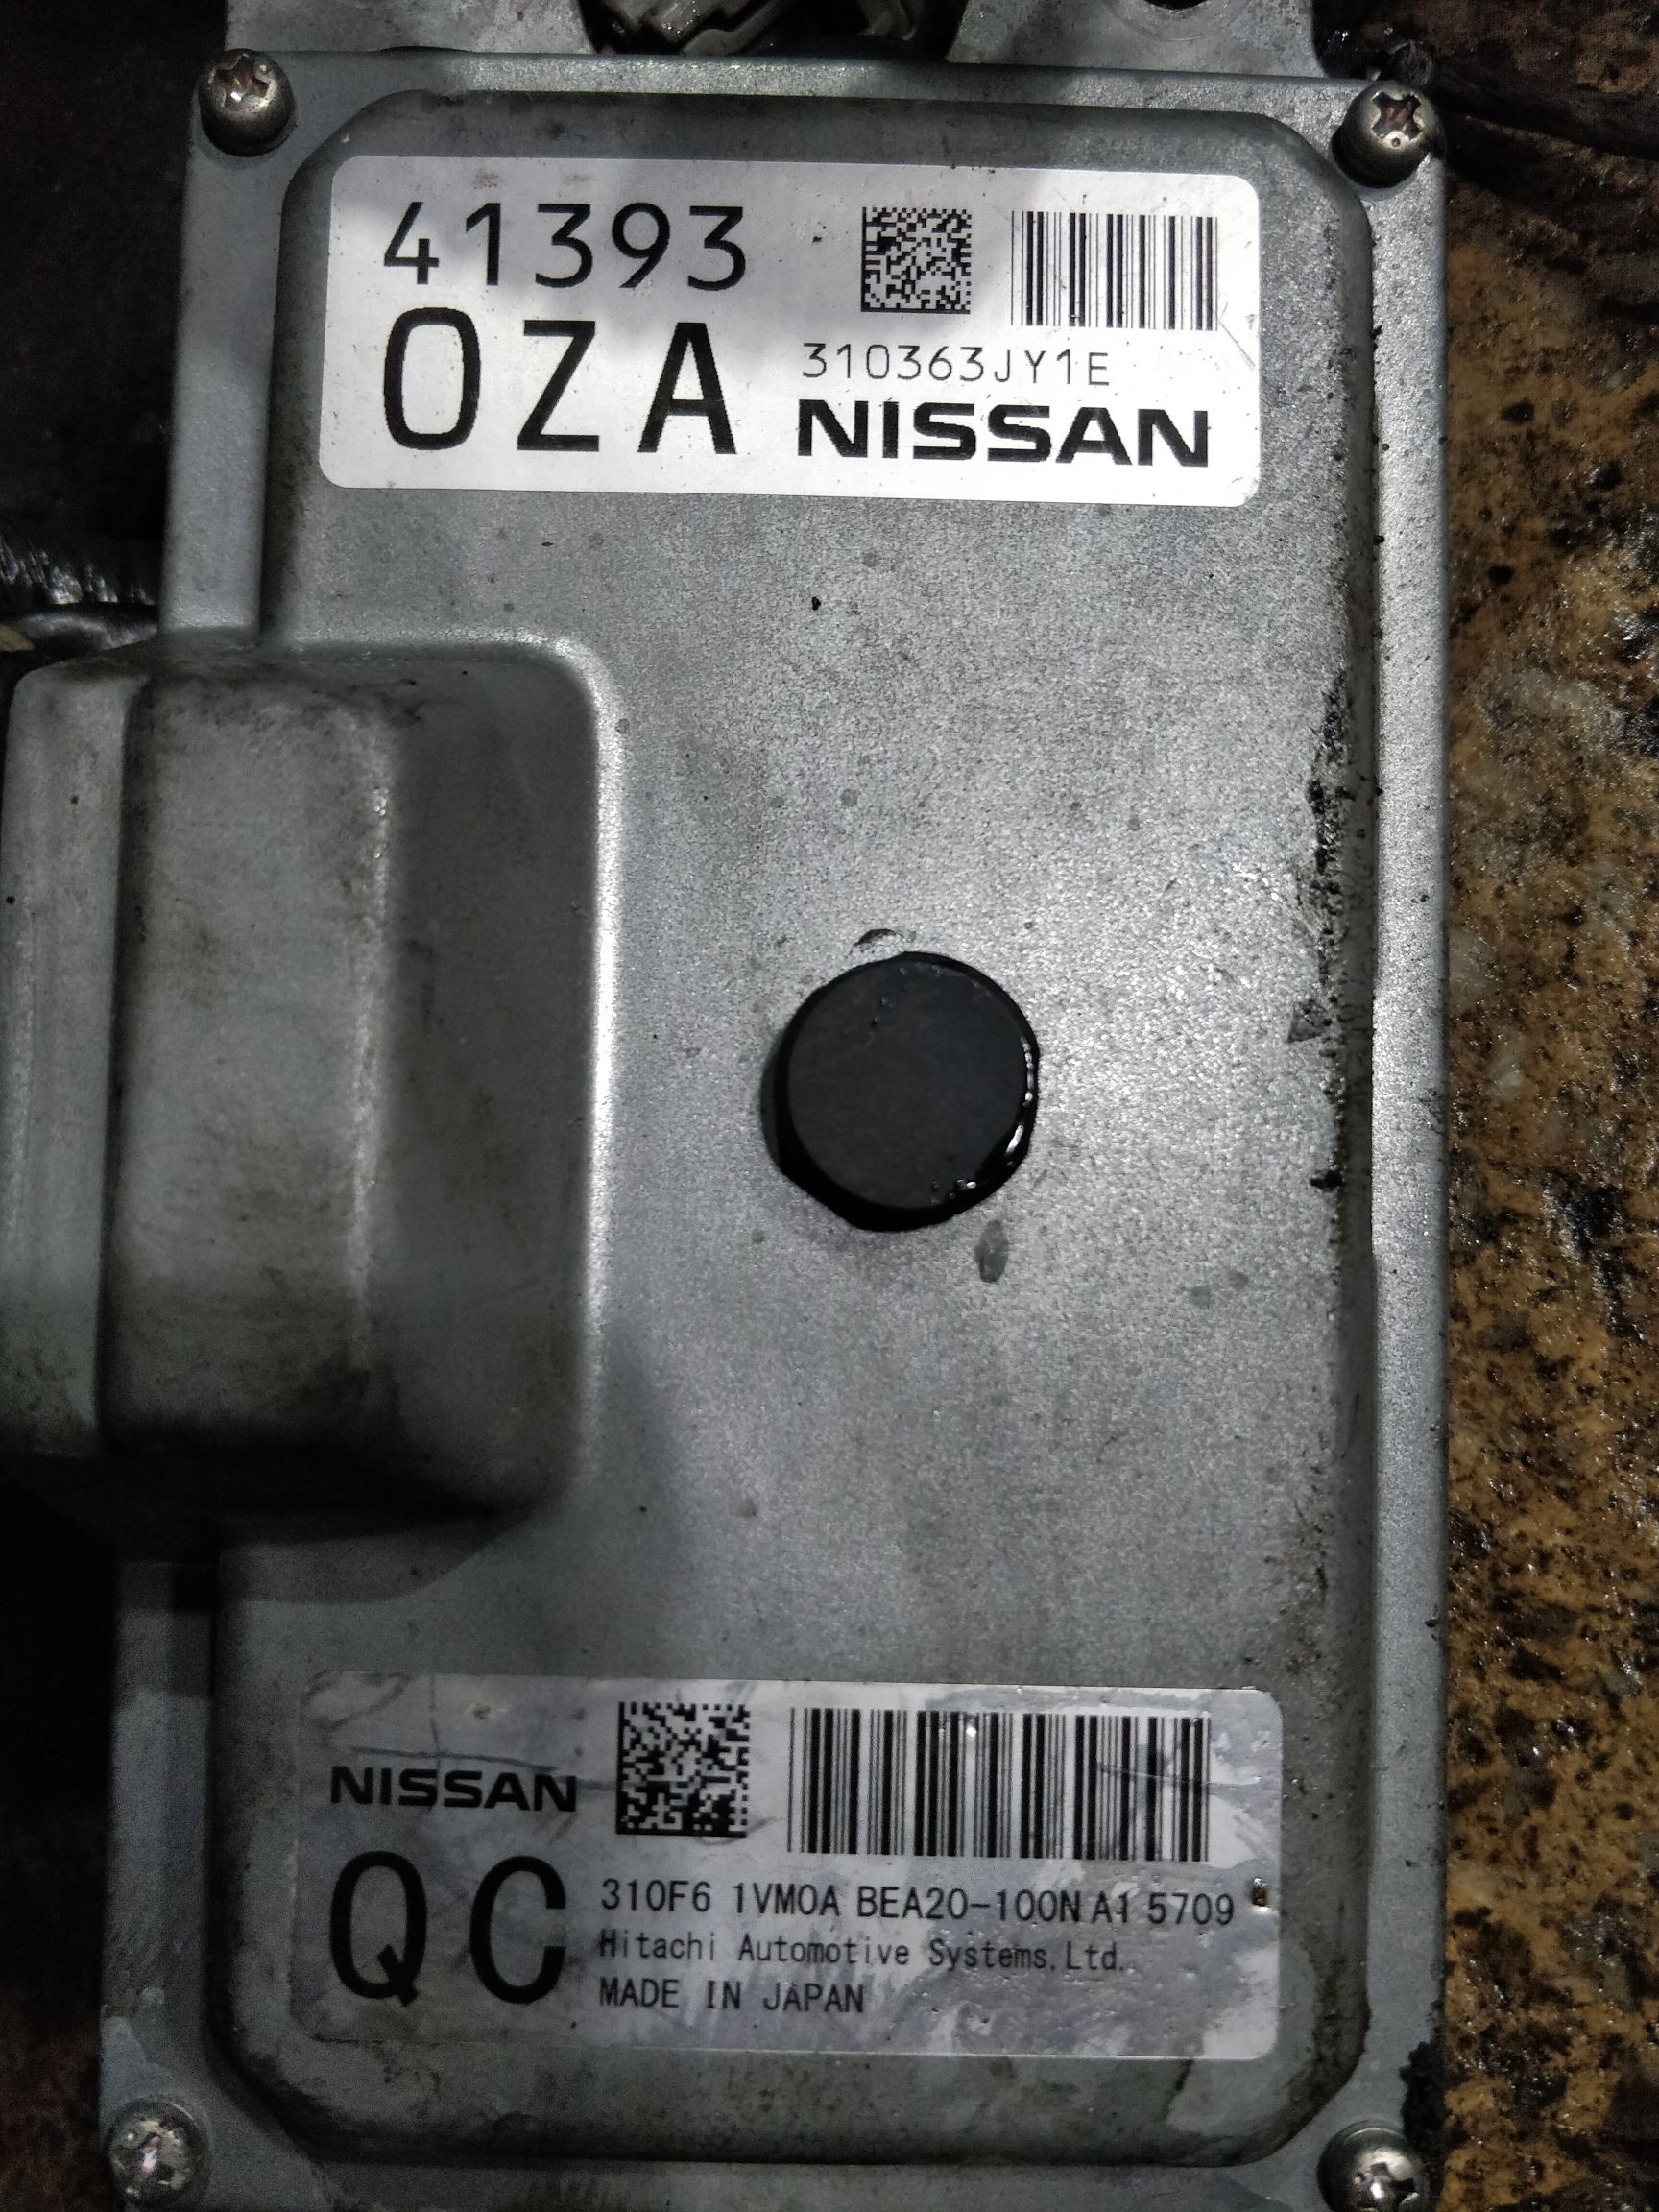 41393
OZA
310363JY1E
NISSAN
NISSAN
QC
310F6 1VM0A BEA20-100N A1 5709
Hitachi Automotive Systems,Ltd.
MADE IN JAPAN